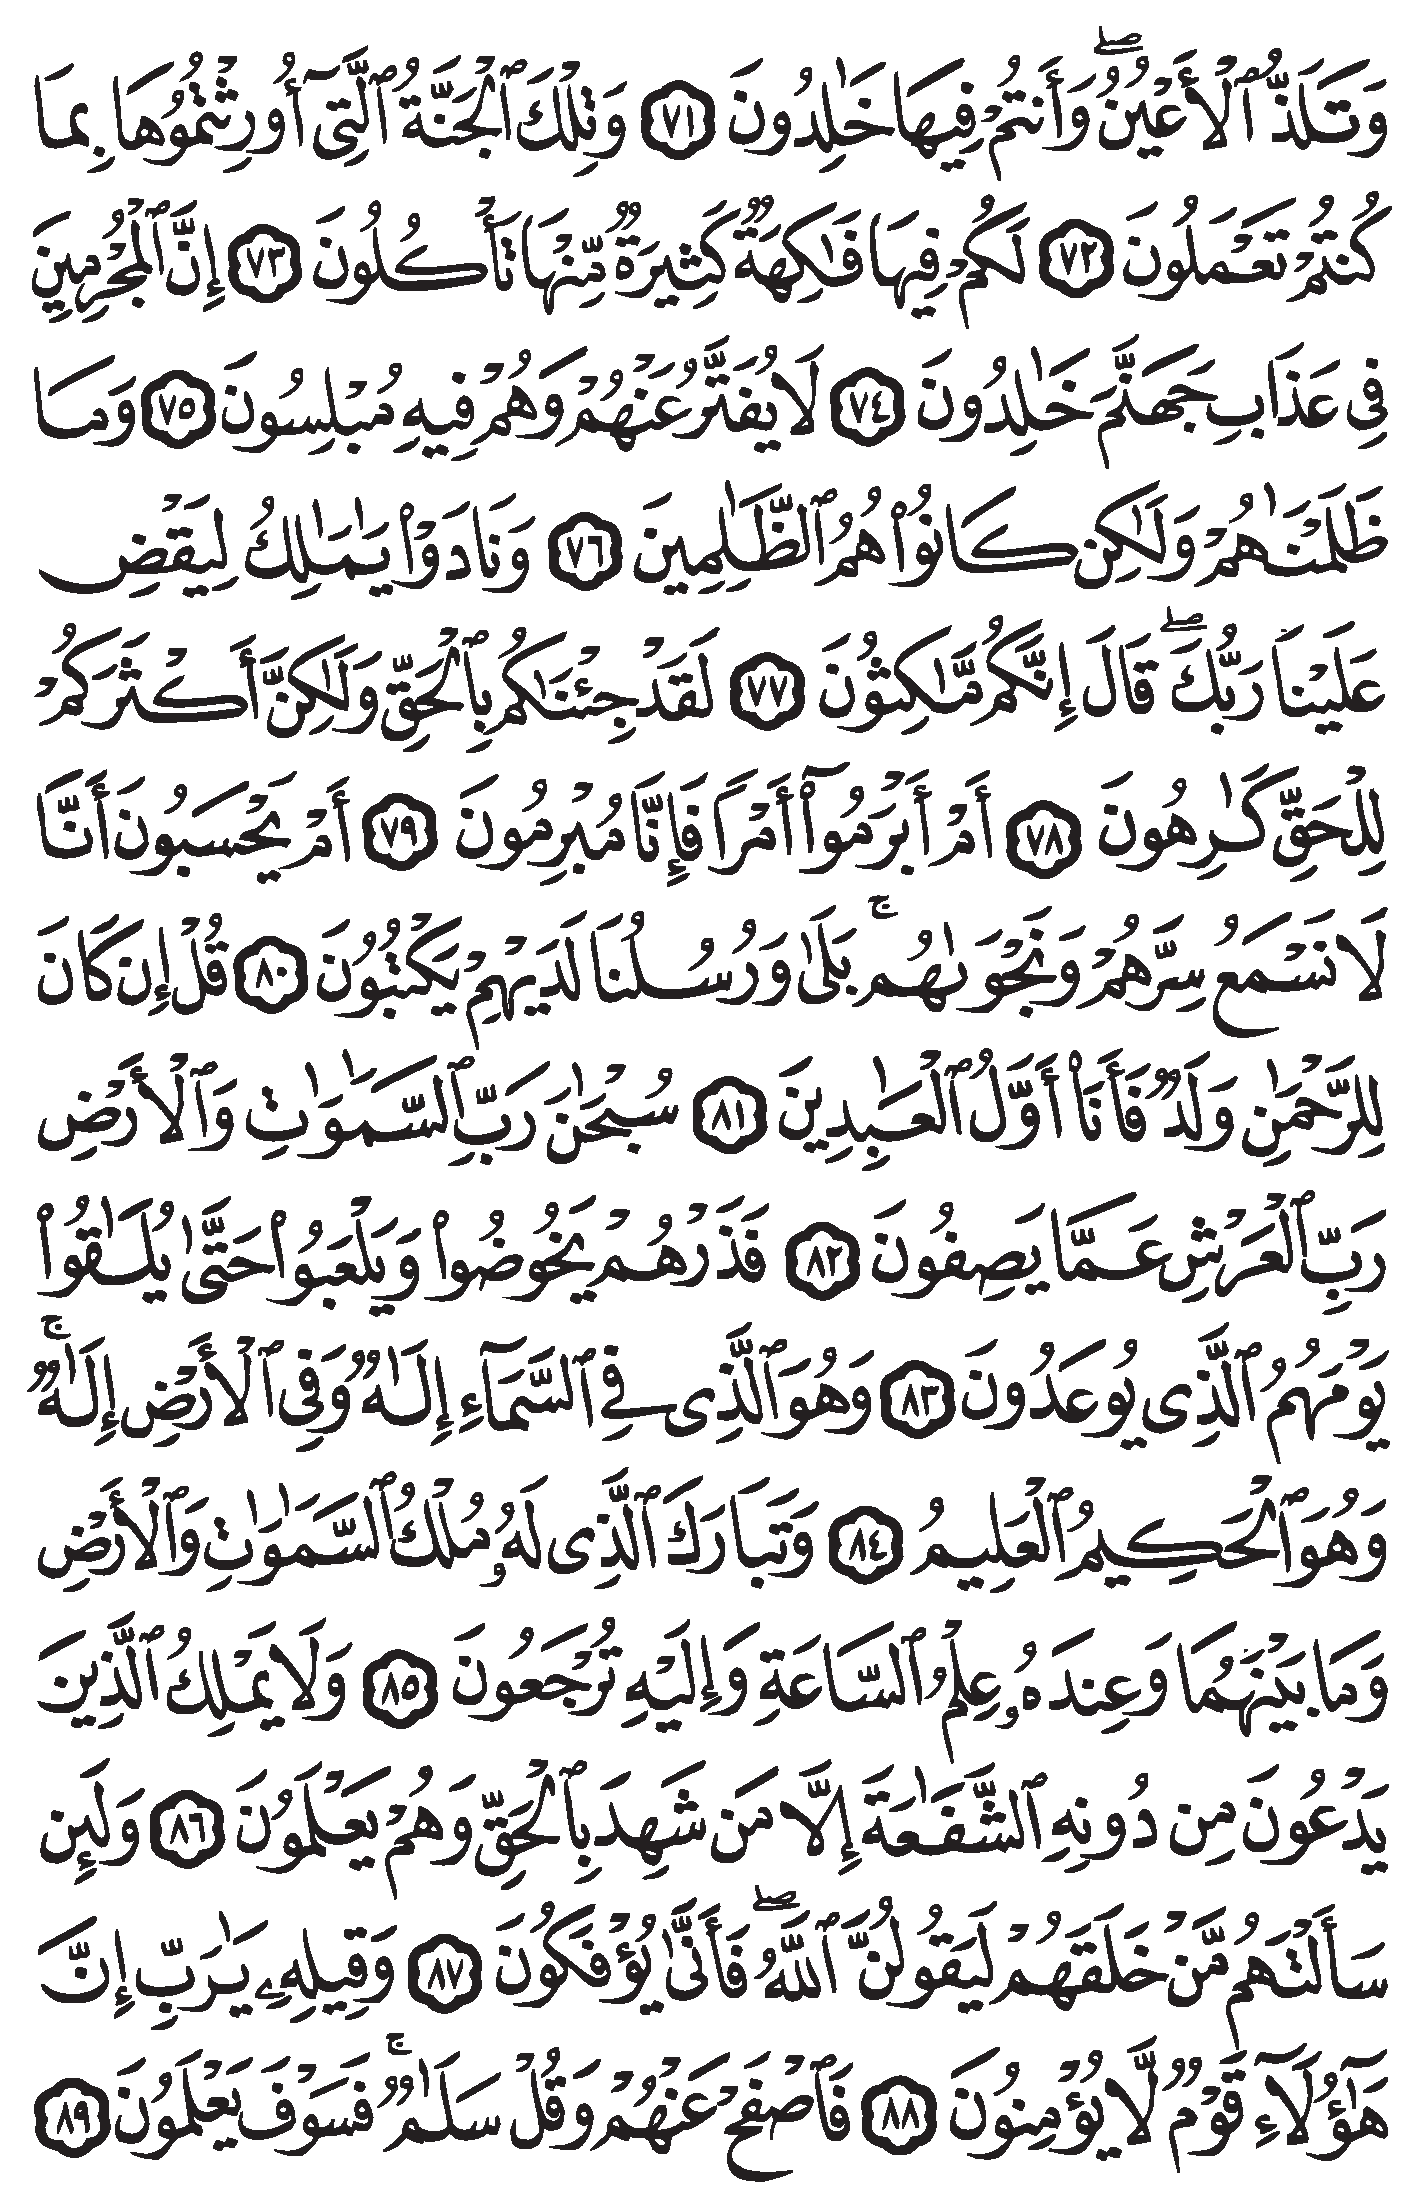 وَتَلَذُّ ٱلْأَعْيُنُ ۖ وَأَنتُمْ فِيهَا خَٰلِدُونَ ٧١ وَتِلْكَ ٱلْجَنَّةُ ٱلَّتِىٓ أُورِثْتُمُوهَا بِمَا
كُنتُمْ تَعْمَلُونَ ٧٢ لَكُمْ فِيهَا فَٰكِهَةٌ كَثِيرَةٌ مِّنْهَا تَأْكُلُونَ ٧٣ إِنَّ ٱلْمُجْرِمِينَ
فِى عَذَابِ جَهَنَّمَ خَٰلِدُونَ ٧٤ لَا يُفَتَّرُ عَنْهُمْ وَهُمْ فِيهِ مُبْلِسُونَ ٧٥ وَمَا
ظَلَمْنَٰهُمْ وَلَٰكِن كَانُوا۟ هُمُ ٱلظَّٰلِمِينَ ٧٦ وَنَادَوْا۟ يَٰمَٰلِكُ لِيَقْضِ
عَلَيْنَا رَبُّكَ ۖ قَالَ إِنَّكُم مَّٰكِثُونَ ٧٧ لَقَدْ جِئْنَٰكُم بِٱلْحَقِّ وَلَٰكِنَّ أَكْثَرَكُمْ
لِلْحَقِّ كَٰرِهُونَ ٧٨ أَمْ أَبْرَمُوٓا۟ أَمْرًا فَإِنَّا مُبْرِمُونَ ٧٩ أَمْ يَحْسَبُونَ أَنَّا
لَا نَسْمَعُ سِرَّهُمْ وَنَجْوَىٰهُم ۚ بَلَىٰ وَرُسُلُنَا لَدَيْهِمْ يَكْتُبُونَ ٨٠ قُلْ إِن كَانَ
لِلرَّحْمَٰنِ وَلَدٌ فَأَنَا۠ أَوَّلُ ٱلْعَٰبِدِينَ ٨١ سُبْحَٰنَ رَبِّ ٱلسَّمَٰوَٰتِ وَٱلْأَرْضِ
رَبِّ ٱلْعَرْشِ عَمَّا يَصِفُونَ ٨٢ فَذَرْهُمْ يَخُوضُوا۟ وَيَلْعَبُوا۟ حَتَّىٰ يُلَٰقُوا۟
يَوْمَهُمُ ٱلَّذِى يُوعَدُونَ ٨٣ وَهُوَ ٱلَّذِى فِى ٱلسَّمَآءِ إِلَٰهٌ وَفِى ٱلْأَرْضِ إِلَٰهٌ ۚ
وَهُوَ ٱلْحَكِيمُ ٱلْعَلِيمُ ٨٤ وَتَبَارَكَ ٱلَّذِى لَهُۥ مُلْكُ ٱلسَّمَٰوَٰتِ وَٱلْأَرْضِ
وَمَا بَيْنَهُمَا وَعِندَهُۥ عِلْمُ ٱلسَّاعَةِ وَإِلَيْهِ تُرْجَعُونَ ٨٥ وَلَا يَمْلِكُ ٱلَّذِينَ
يَدْعُونَ مِن دُونِهِ ٱلشَّفَٰعَةَ إِلَّا مَن شَهِدَ بِٱلْحَقِّ وَهُمْ يَعْلَمُونَ ٨٦ وَلَئِن
سَأَلْتَهُم مَّنْ خَلَقَهُمْ لَيَقُولُنَّ ٱللَّهُ ۖ فَأَنَّىٰ يُؤْفَكُونَ ٨٧ وَقِيلِهِۦ يَٰرَبِّ إِنَّ
هَٰٓؤُلَآءِ قَوْمٌ لَّا يُؤْمِنُونَ ٨٨ فَٱصْفَحْ عَنْهُمْ وَقُلْ سَلَٰمٌ ۚ فَسَوْفَ يَعْلَمُونَ ٨٩